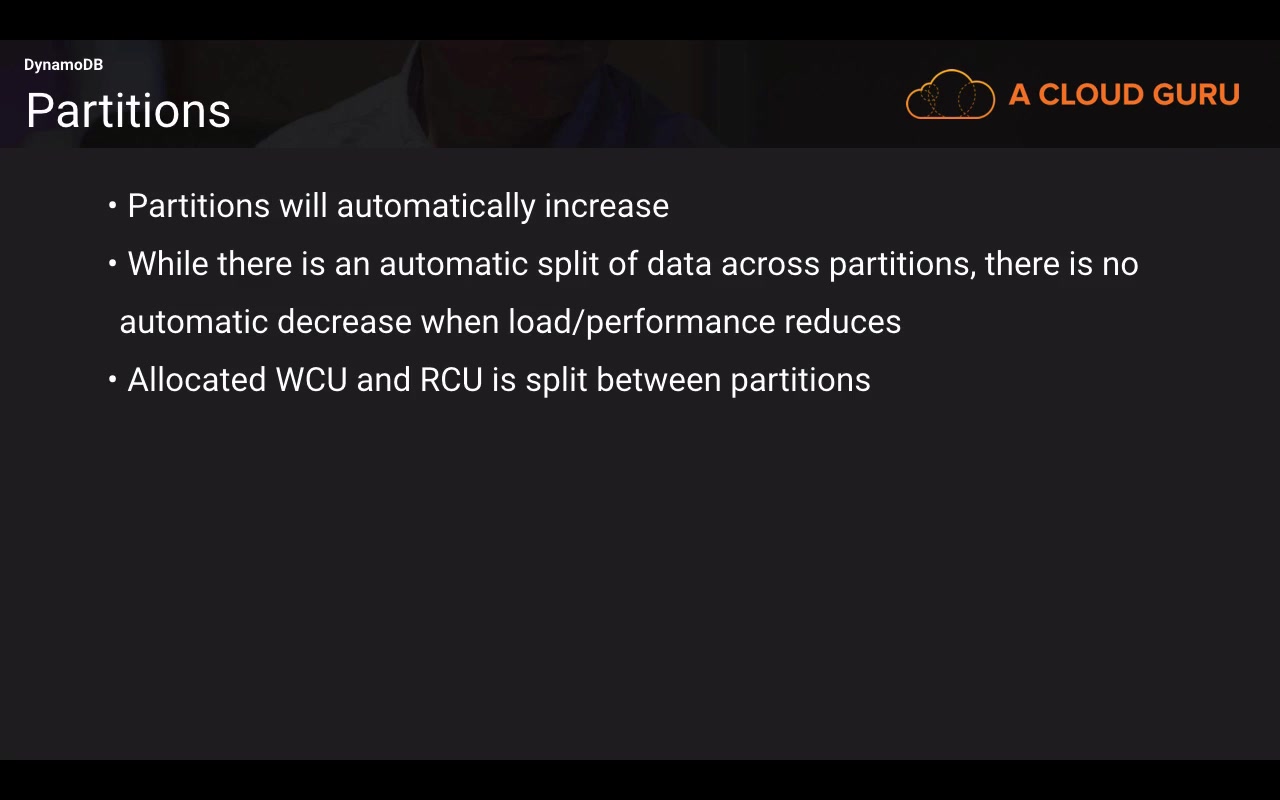 DynamoDB
Partitions
A CLOUD GURU
• Partitions will automatically increase
• While there is an automatic split of data across partitions, there is no
automatic decrease when load/performance reduces
• Allocated WCU and RCU is split between partitions